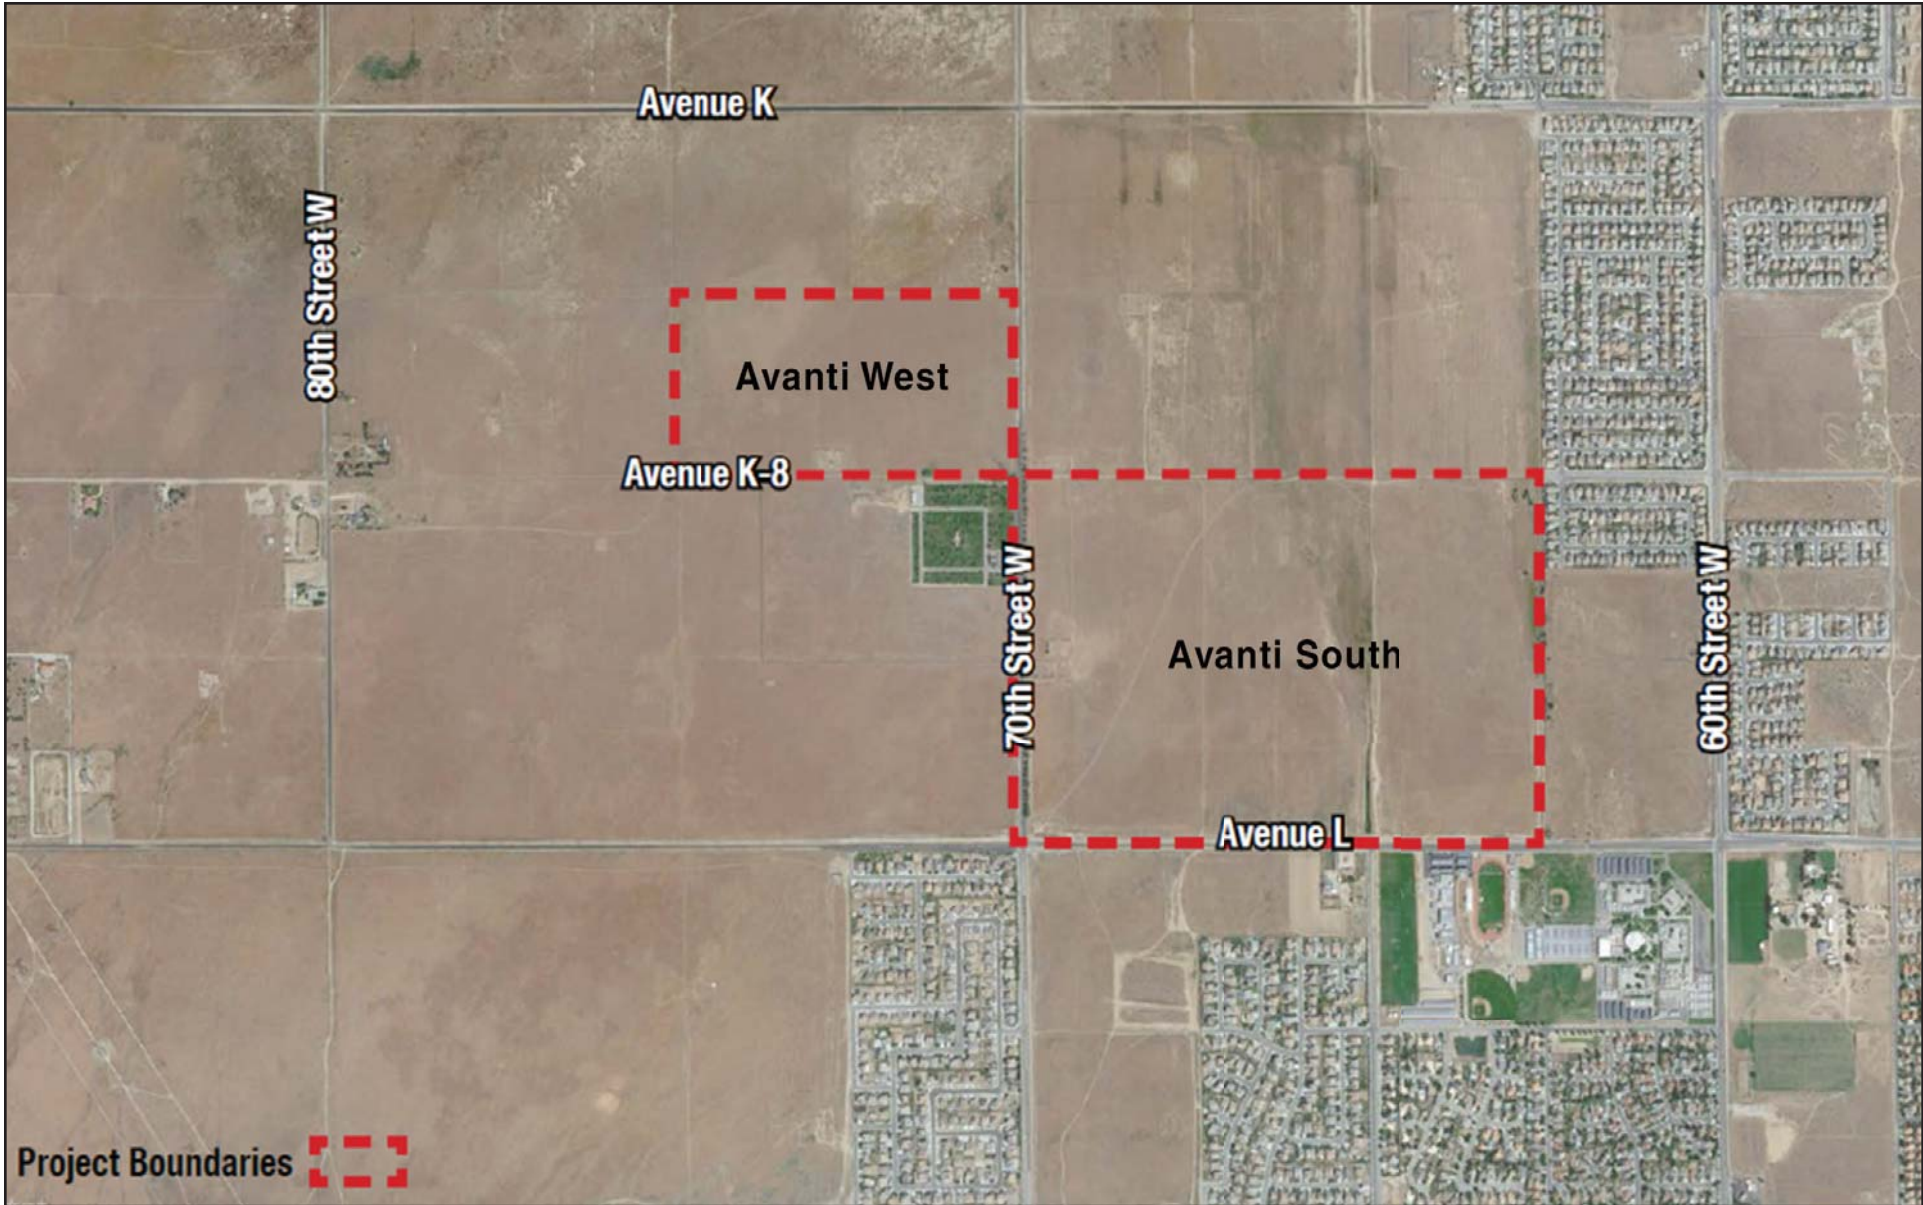 Avenue K
80th Street W
Avanti West
Avenue K-8
70th Street W
Avanti South
60th Street W
Avenue L
Project Boundaries